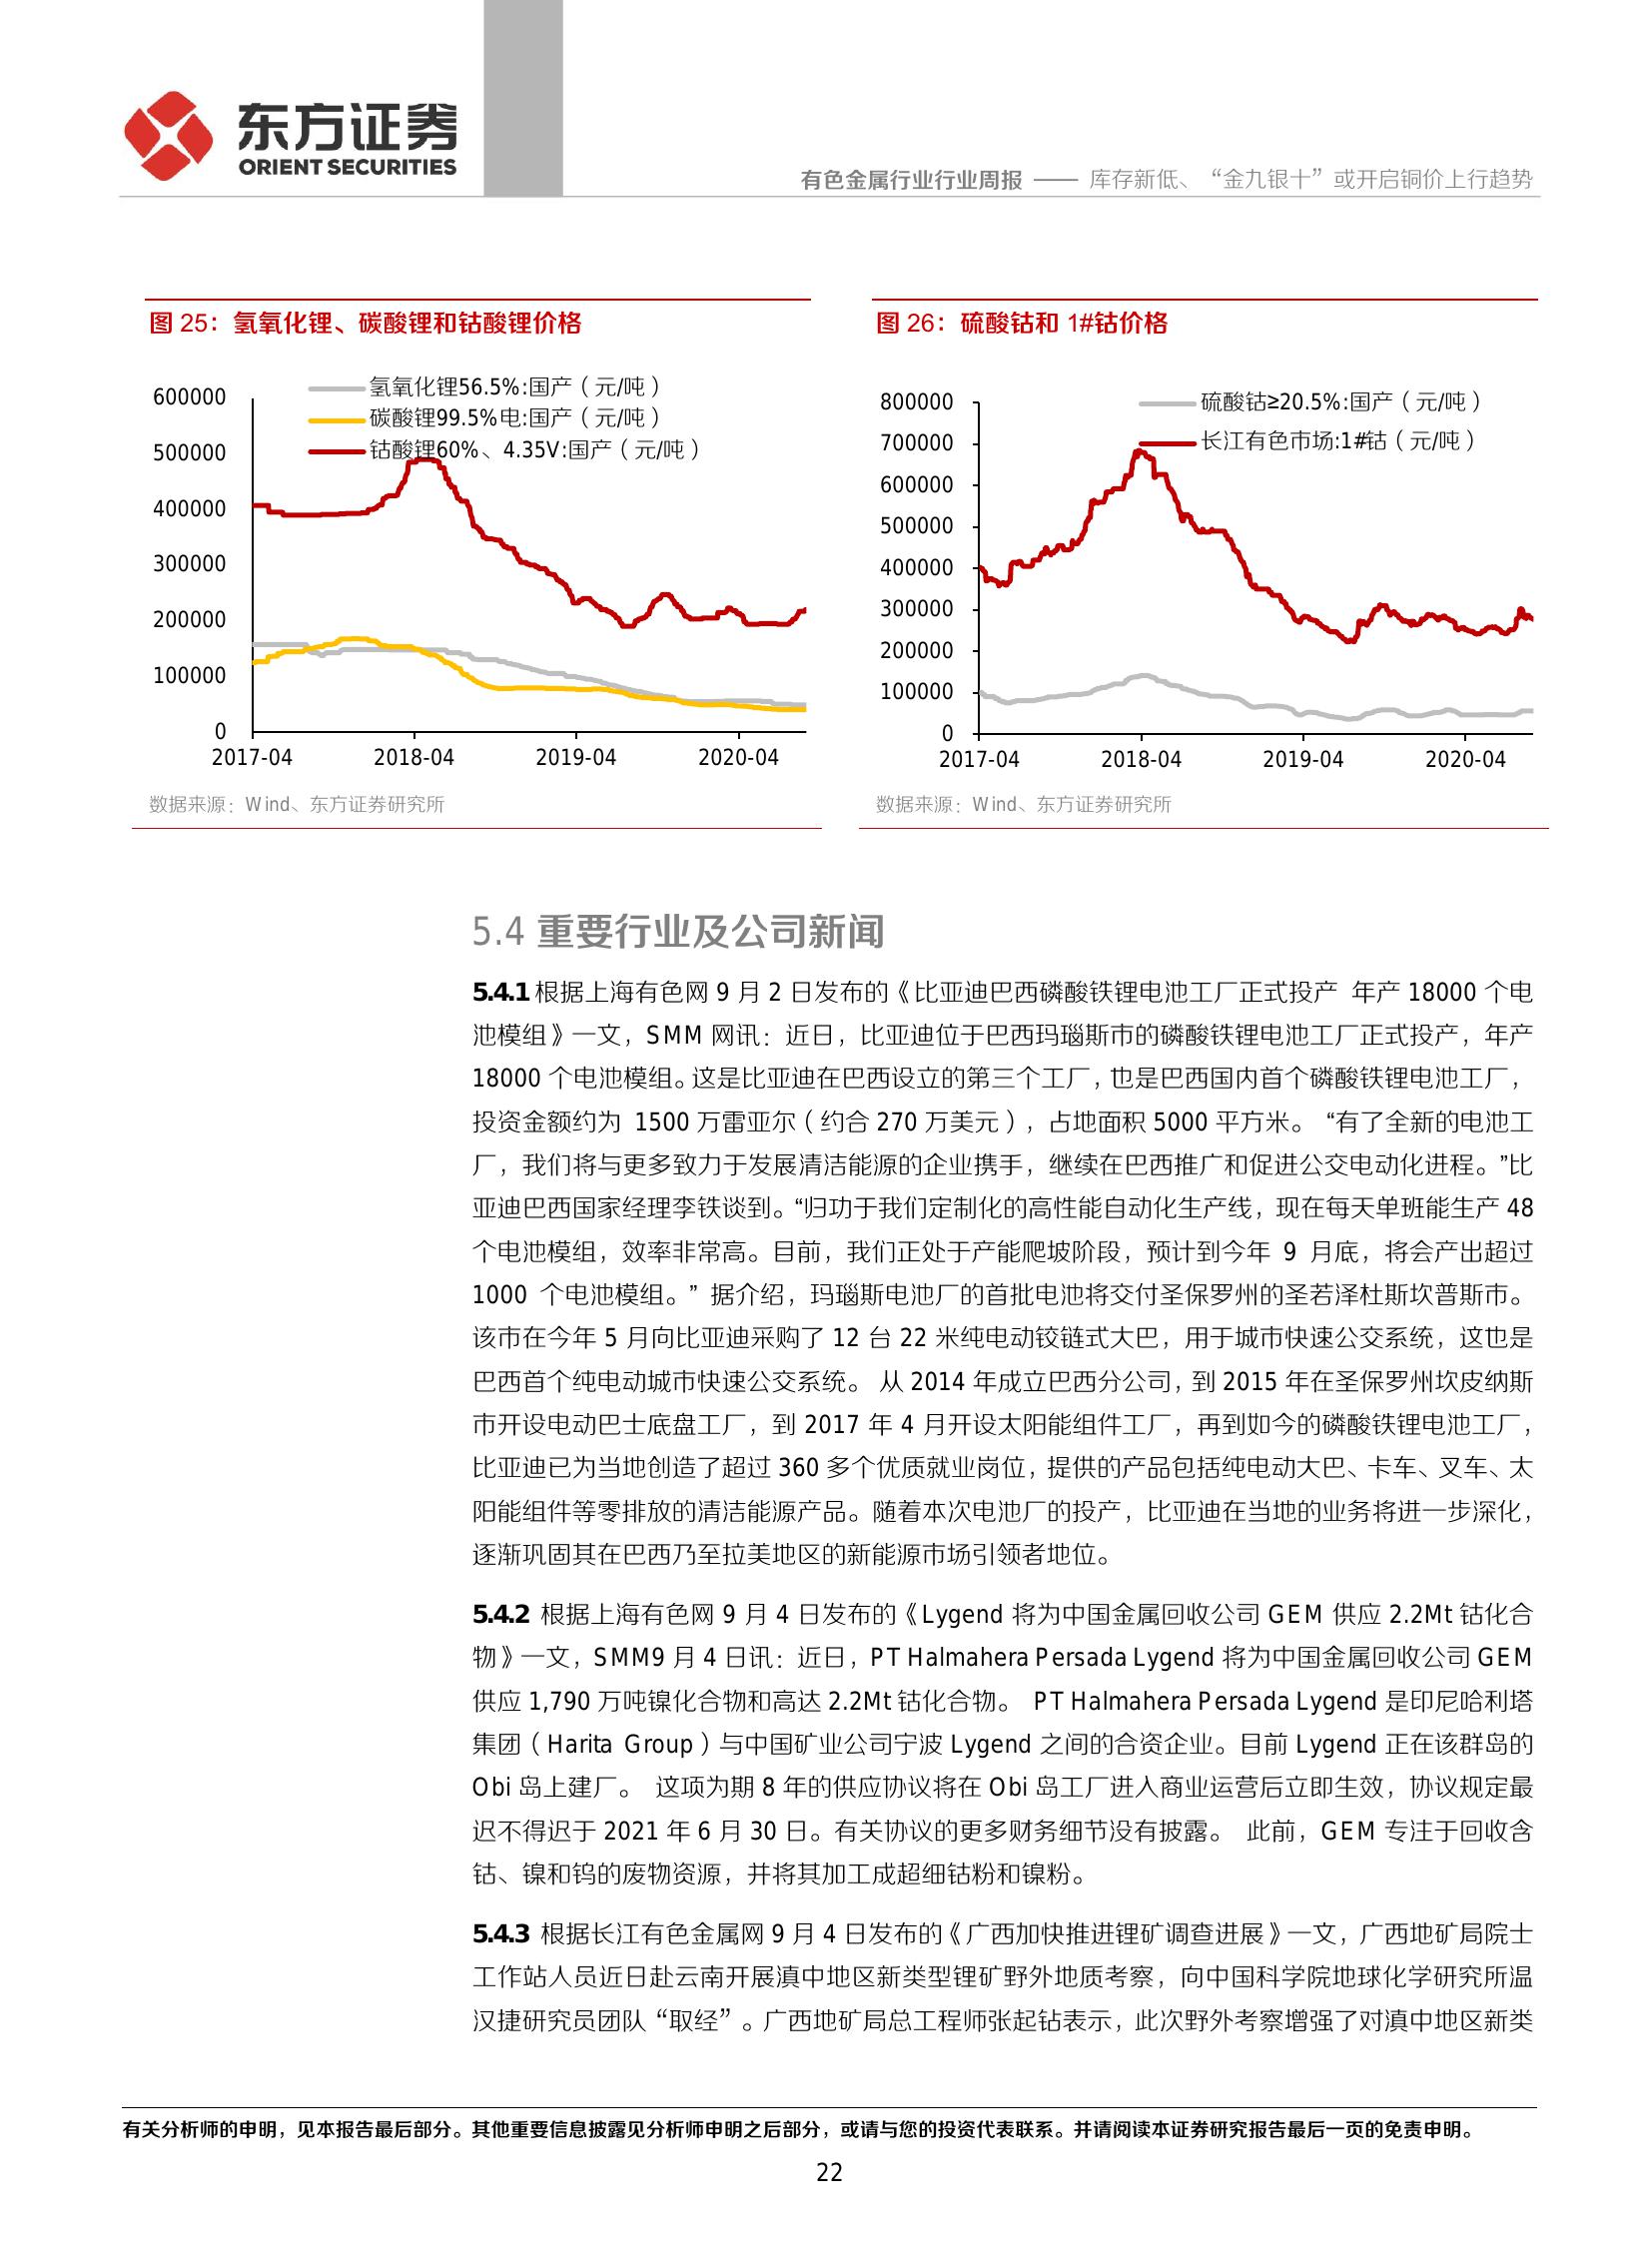 东方证券
ORIENT SECURITIES
有色金属行业行业周报 —— 库存新低、“金九银十”或开启铜价上行趋势
图 25：氢氧化锂、碳酸锂和钴酸锂价格
氢氧化锂56.5%:国产（元/吨）
碳酸锂99.5%电:国产（元/吨）
钴酸锂60%、4.35V:国产（元/吨）
600000
500000
400000
300000
200000
100000
0
2017-04 2018-04 2019-04 2020-04
数据来源：Wind、东方证券研究所
图 26：硫酸钴和 1#钴价格
硫酸钴≥20.5%:国产（元/吨）
长江有色市场:1#钴（元/吨）
800000
700000
600000
500000
400000
300000
200000
100000
0
2017-04 2018-04 2019-04 2020-04
数据来源：Wind、东方证券研究所
5.4 重要行业及公司新闻
5.4.1 根据上海有色网 9 月 2 日发布的《比亚迪巴西磷酸铁锂电池工厂正式投产 年产 18000 个电
池模组》一文，SMM 网讯：近日，比亚迪位于巴西玛瑙斯市的磷酸铁锂电池工厂正式投产，年产
18000 个电池模组。这是比亚迪在巴西设立的第三个工厂，也是巴西国内首个磷酸铁锂电池工厂，
投资金额约为 1500 万雷亚尔（约合 270 万美元），占地面积 5000 平方米。 “有了全新的电池工
厂，我们将与更多致力于发展清洁能源的企业携手，继续在巴西推广和促进公交电动化进程。”比
亚迪巴西国家经理李铁谈到。“归功于我们定制化的高性能自动化生产线，现在每天单班能生产 48
个电池模组，效率非常高。目前，我们正处于产能爬坡阶段，预计到今年 9 月底，将会产出超过
1000 个电池模组。” 据介绍，玛瑙斯电池厂的首批电池将交付圣保罗州的圣若泽杜斯坎普斯市。
该市在今年 5 月向比亚迪采购了 12 台 22 米纯电动铰链式大巴，用于城市快速公交系统，这也是
巴西首个纯电动城市快速公交系统。 从 2014 年成立巴西分公司，到 2015 年在圣保罗州坎皮纳斯
市开设电动巴士底盘工厂，到 2017 年 4 月开设太阳能组件工厂，再到如今的磷酸铁锂电池工厂，
比亚迪已为当地创造了超过 360 多个优质就业岗位，提供的产品包括纯电动大巴、卡车、叉车、太
阳能组件等零排放的清洁能源产品。随着本次电池厂的投产，比亚迪在当地的业务将进一步深化，
逐渐巩固其在巴西乃至拉美地区的新能源市场引领者地位。
5.4.2 根据上海有色网 9 月 4 日发布的《Lygend 将为中国金属回收公司 GEM 供应 2.2Mt 钴化合
物》一文，SMM9 月 4 日讯：近日，PT Halmahera Persada Lygend 将为中国金属回收公司 GEM
供应 1,790 万吨镍化合物和高达 2.2Mt 钴化合物。 PT Halmahera Persada Lygend 是印尼哈利塔
集团（Harita Group）与中国矿业公司宁波 Lygend 之间的合资企业。目前 Lygend 正在该群岛的
Obi 岛上建厂。 这项为期 8 年的供应协议将在 Obi 岛工厂进入商业运营后立即生效，协议规定最
迟不得迟于 2021 年 6 月 30 日。有关协议的更多财务细节没有披露。 此前，GEM 专注于回收含
钴、镍和钨的废物资源，并将其加工成超细钴粉和镍粉。
5.4.3 根据长江有色金属网 9 月 4 日发布的《广西加快推进锂矿调查进展》一文，广西地矿局院士
工作站人员近日赴云南开展滇中地区新类型锂矿野外地质考察，向中国科学院地球化学研究所温
汉捷研究员团队“取经”。广西地矿局总工程师张起钻表示，此次野外考察增强了对滇中地区新类
有关分析师的申明，见本报告最后部分。其他重要信息披露见分析师申明之后部分，或请与您的投资代表联系。并请阅读本证券研究报告最后一页的免责申明。
22